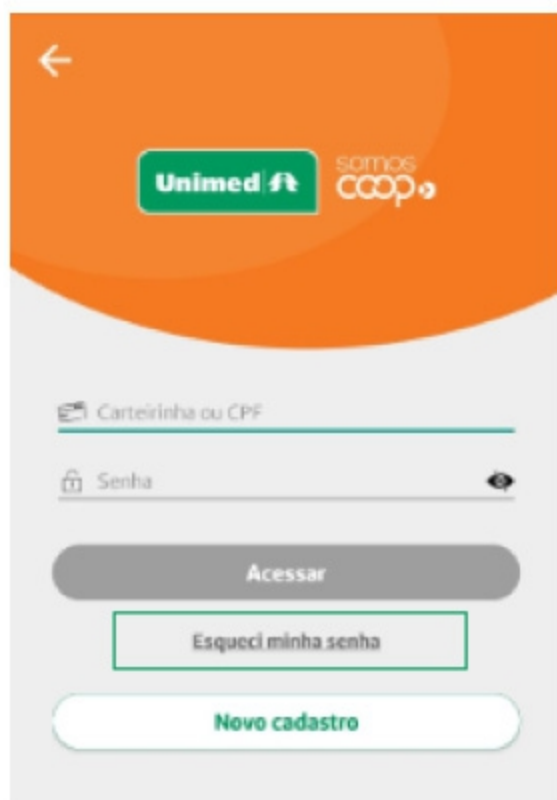 Unimed
somos
coop
Carteirinha ou CPF
Senha
Acessar
Esqueci minha senha
Novo cadastro